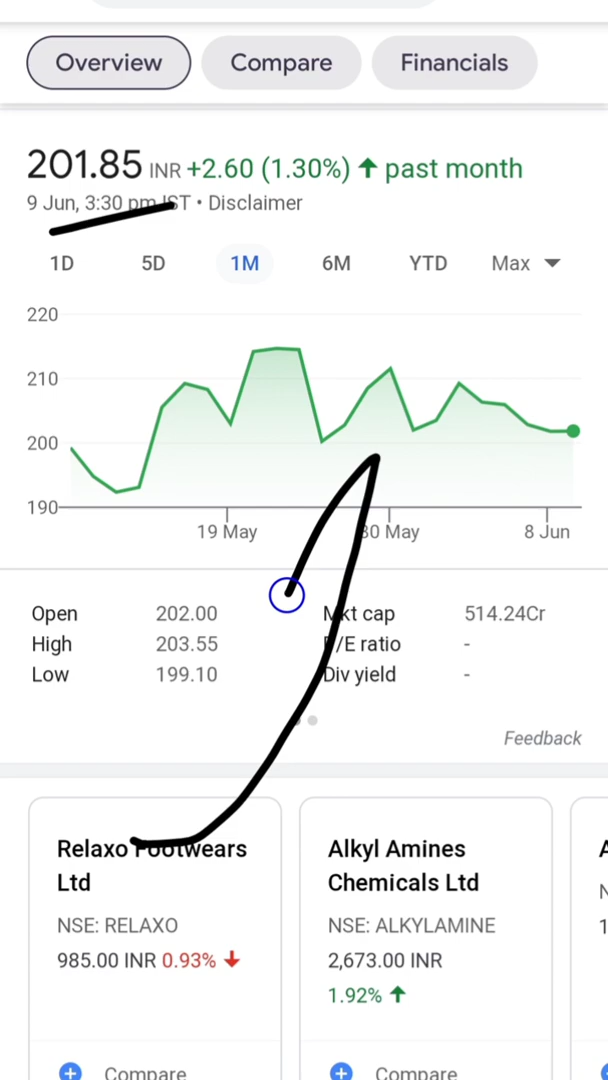 Overview Compare Financials
201.85 INR +2.60 (1.30%) ↑ past month
9 Jun, 3:30 pm IST • Disclaimer
1D 5D 1M 6M YTD Max
220
210
200
190
19 May 30 May 8 Jun
Open 202.00 Mkt cap 514.24Cr
High 203.55 P/E ratio -
Low 199.10 Div yield -
Feedback
Relaxo Footwears
Ltd
NSE: RELAXO
985.00 INR 0.93% ↓
Compare
Alkyl Amines
Chemicals Ltd
NSE: ALKYLAMINE
2,673.00 INR
1.92% ↑
Compare